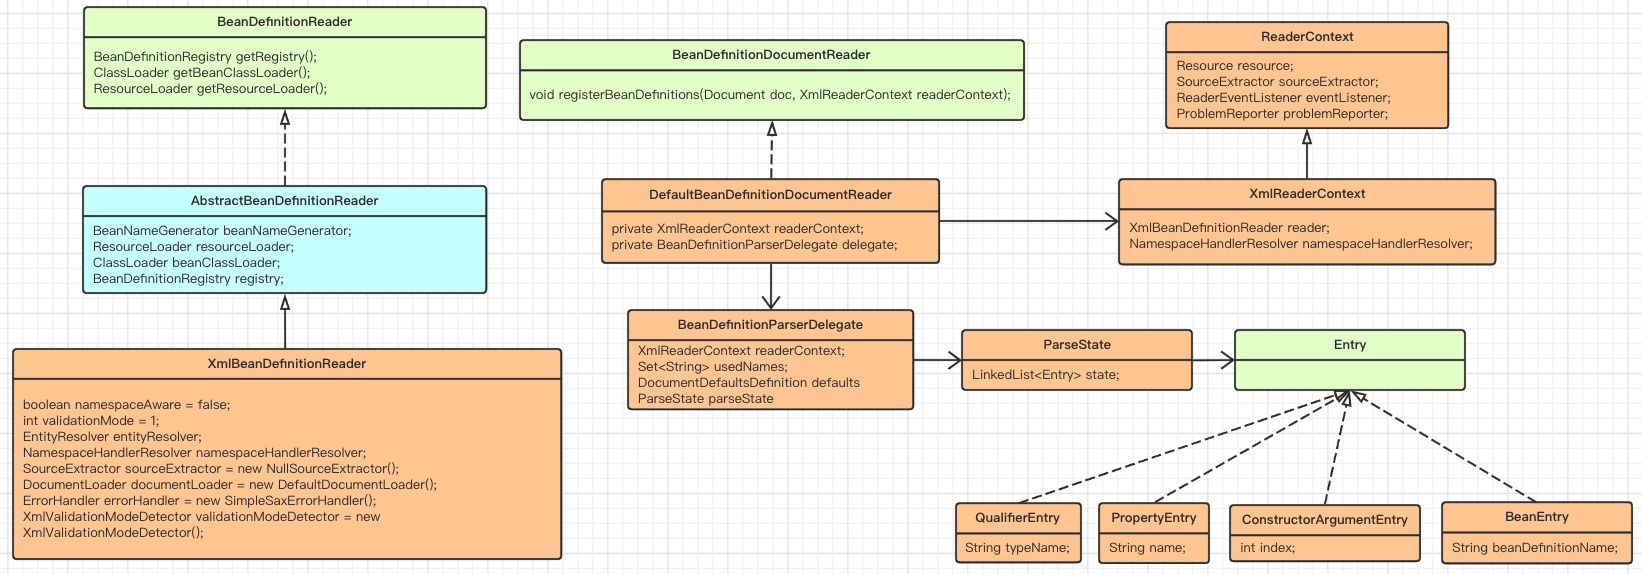 BeanDefinitionReader
BeanDefinitionRegistry getRegistry();
ClassLoader getBeanClassLoader();
ResourceLoader getResourceLoader();
BeanDefinitionDocumentReader
void registerBeanDefinitions(Document doc, XmlReaderContext readerContext);
ReaderContext
Resource resource;
SourceExtractor sourceExtractor;
ReaderEventListener eventListener;
ProblemReporter problemReporter;
AbstractBeanDefinitionReader
BeanNameGenerator beanNameGenerator;
ResourceLoader resourceLoader;
ClassLoader beanClassLoader;
BeanDefinitionRegistry registry;
DefaultBeanDefinitionDocumentReader
private XmlReaderContext readerContext;
private BeanDefinitionParserDelegate delegate;
XmlReaderContext
XmlBeanDefinitionReader reader;
NamespaceHandlerResolver namespaceHandlerResolver;
XmlBeanDefinitionReader
boolean namespaceAware = false;
int validationMode = 1;
EntityResolver entityResolver;
NamespaceHandlerResolver namespaceHandlerResolver;
SourceExtractor sourceExtractor = new NullSourceExtractor();
DocumentLoader documentLoader = new DefaultDocumentLoader();
ErrorHandler errorHandler = new SimpleSaxErrorHandler();
XmlValidationModeDetector validationModeDetector = new
XmlValidationModeDetector();
BeanDefinitionParserDelegate
XmlReaderContext readerContext;
Set<String> usedNames;
DocumentDefaultsDefinition defaults
ParseState parseState
ParseState
LinkedList<Entry> state;
Entry
QualifierEntry
String typeName;
PropertyEntry
String name;
ConstructorArgumentEntry
int index;
BeanEntry
String beanDefinitionName;